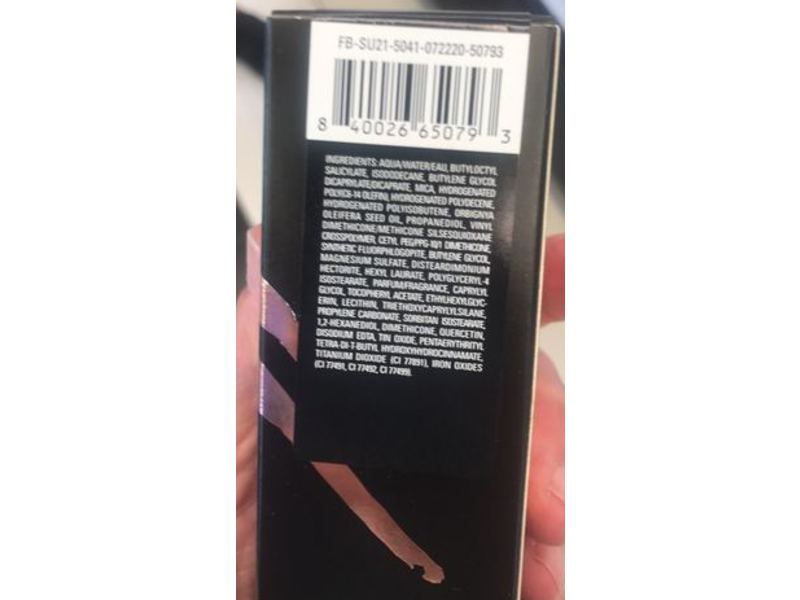 FB-SU21-5041-072220-50793
8 40026 65079 3
INGREDIENTS: AQUA/WATER/EAU, BUTYLOCTYL
SALICYLATE, ISODODECANE, BUTYLENE GLYCOL
DICAPRYLATE/DICAPRATE, MICA, HYDROGENATED
POLY(C6-14 OLEFIN), HYDROGENATED POLYDECENE,
HYDROGENATED POLYISOBUTENE, ORBIGNYA
OLEIFERA SEED OIL, PROPANEDIOL, VINYL
DIMETHICONE/METHICONE SILSESQUIOXANE
CROSSPOLYMER, CETYL PEG/PPG-10/1 DIMETHICONE,
SYNTHETIC FLUORPHLOGOPITE, BUTYLENE GLYCOL,
MAGNESIUM SULFATE, DISTEARDIMONIUM
HECTORITE, HEXYL LAURATE, POLYGLYCERYL-4
ISOSTEARATE, PARFUM/FRAGRANCE, CAPRYLYL
GLYCOL, TOCOPHERYL ACETATE, ETHYLHEXYLGLYC-
ERIN, LECITHIN, TRIETHOXYCAPRYLYLSILANE,
PROPYLENE CARBONATE, SORBITAN ISOSTEARATE,
1,2-HEXANEDIOL, DIMETHICONE, QUERCETIN,
DISODIUM EDTA, TIN OXIDE, PENTAERYTHRITYL
TETRA-DI-T-BUTYL HYDROXYHYDROCINNAMATE,
TITANIUM DIOXIDE (CI 77891), IRON OXIDES
(CI 77491, CI 77492, CI 77499).